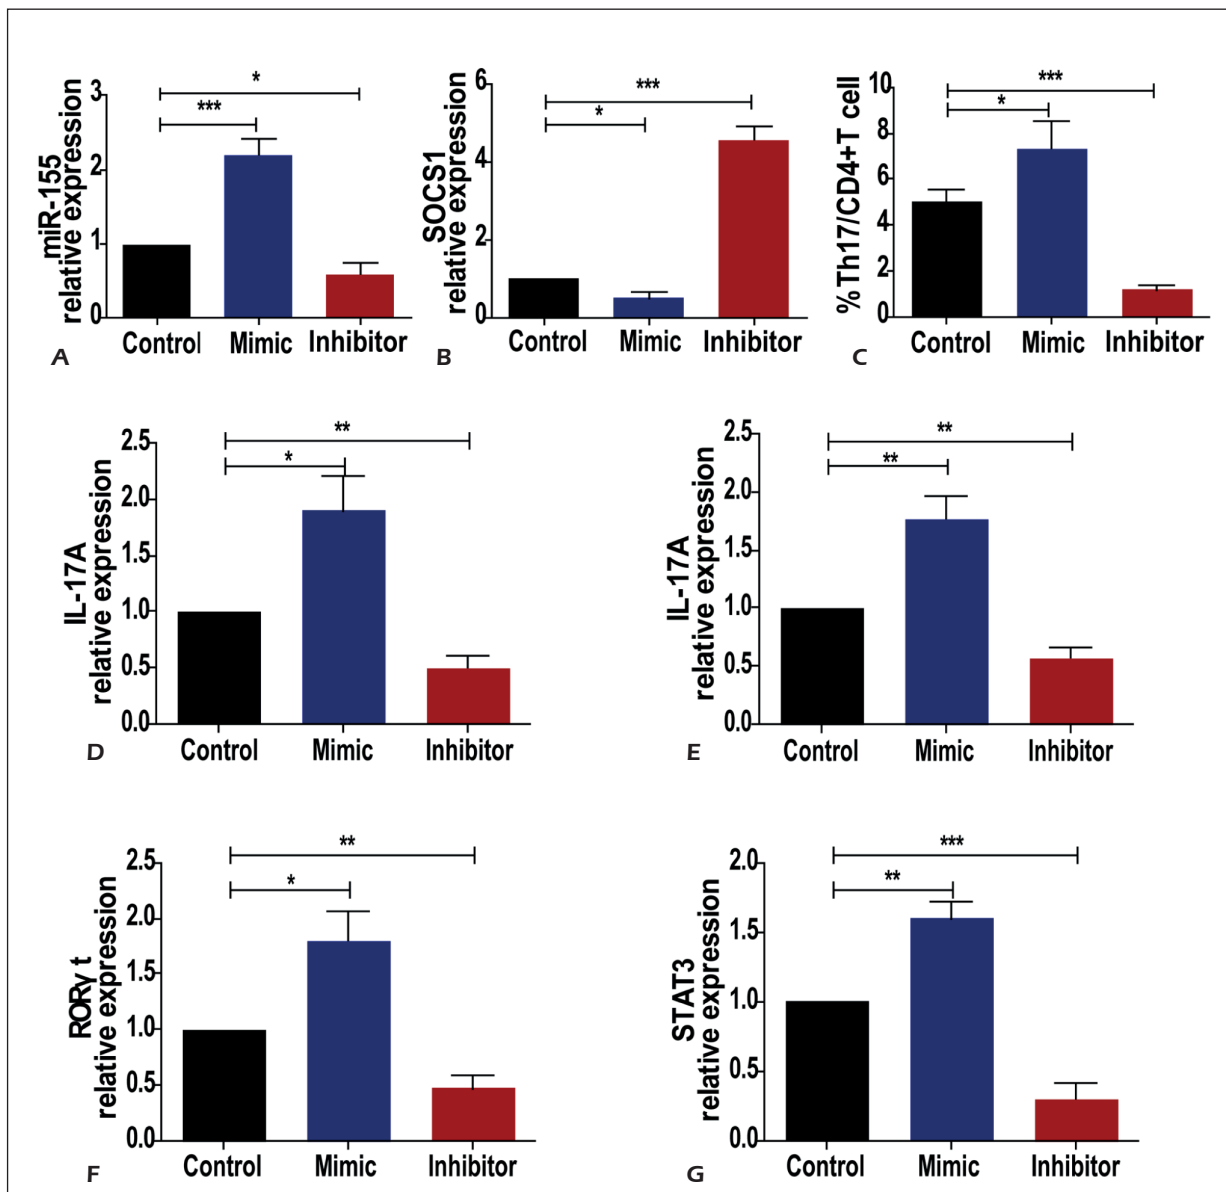 miR-155
relative expression
3
2
1
0
*
***
Control Mimic Inhibitor
A
SOCS1
relative expression
6
4
2
0
***
*
Control Mimic Inhibitor
B
%Th17/CD4+T cell
10
8
6
4
2
0
***
*
Control Mimic Inhibitor
C
IL-17A
relative expression
2.5
2.0
1.5
1.0
0.5
0.0
**
*
Control Mimic Inhibitor
D
IL-17A
relative expression
2.5
2.0
1.5
1.0
0.5
0.0
**
**
Control Mimic Inhibitor
E
RORγ t
relative expression
2.5
2.0
1.5
1.0
0.5
0.0
**
*
Control Mimic Inhibitor
F
STAT3
relative expression
2.0
1.5
1.0
0.5
0.0
***
**
Control Mimic Inhibitor
G